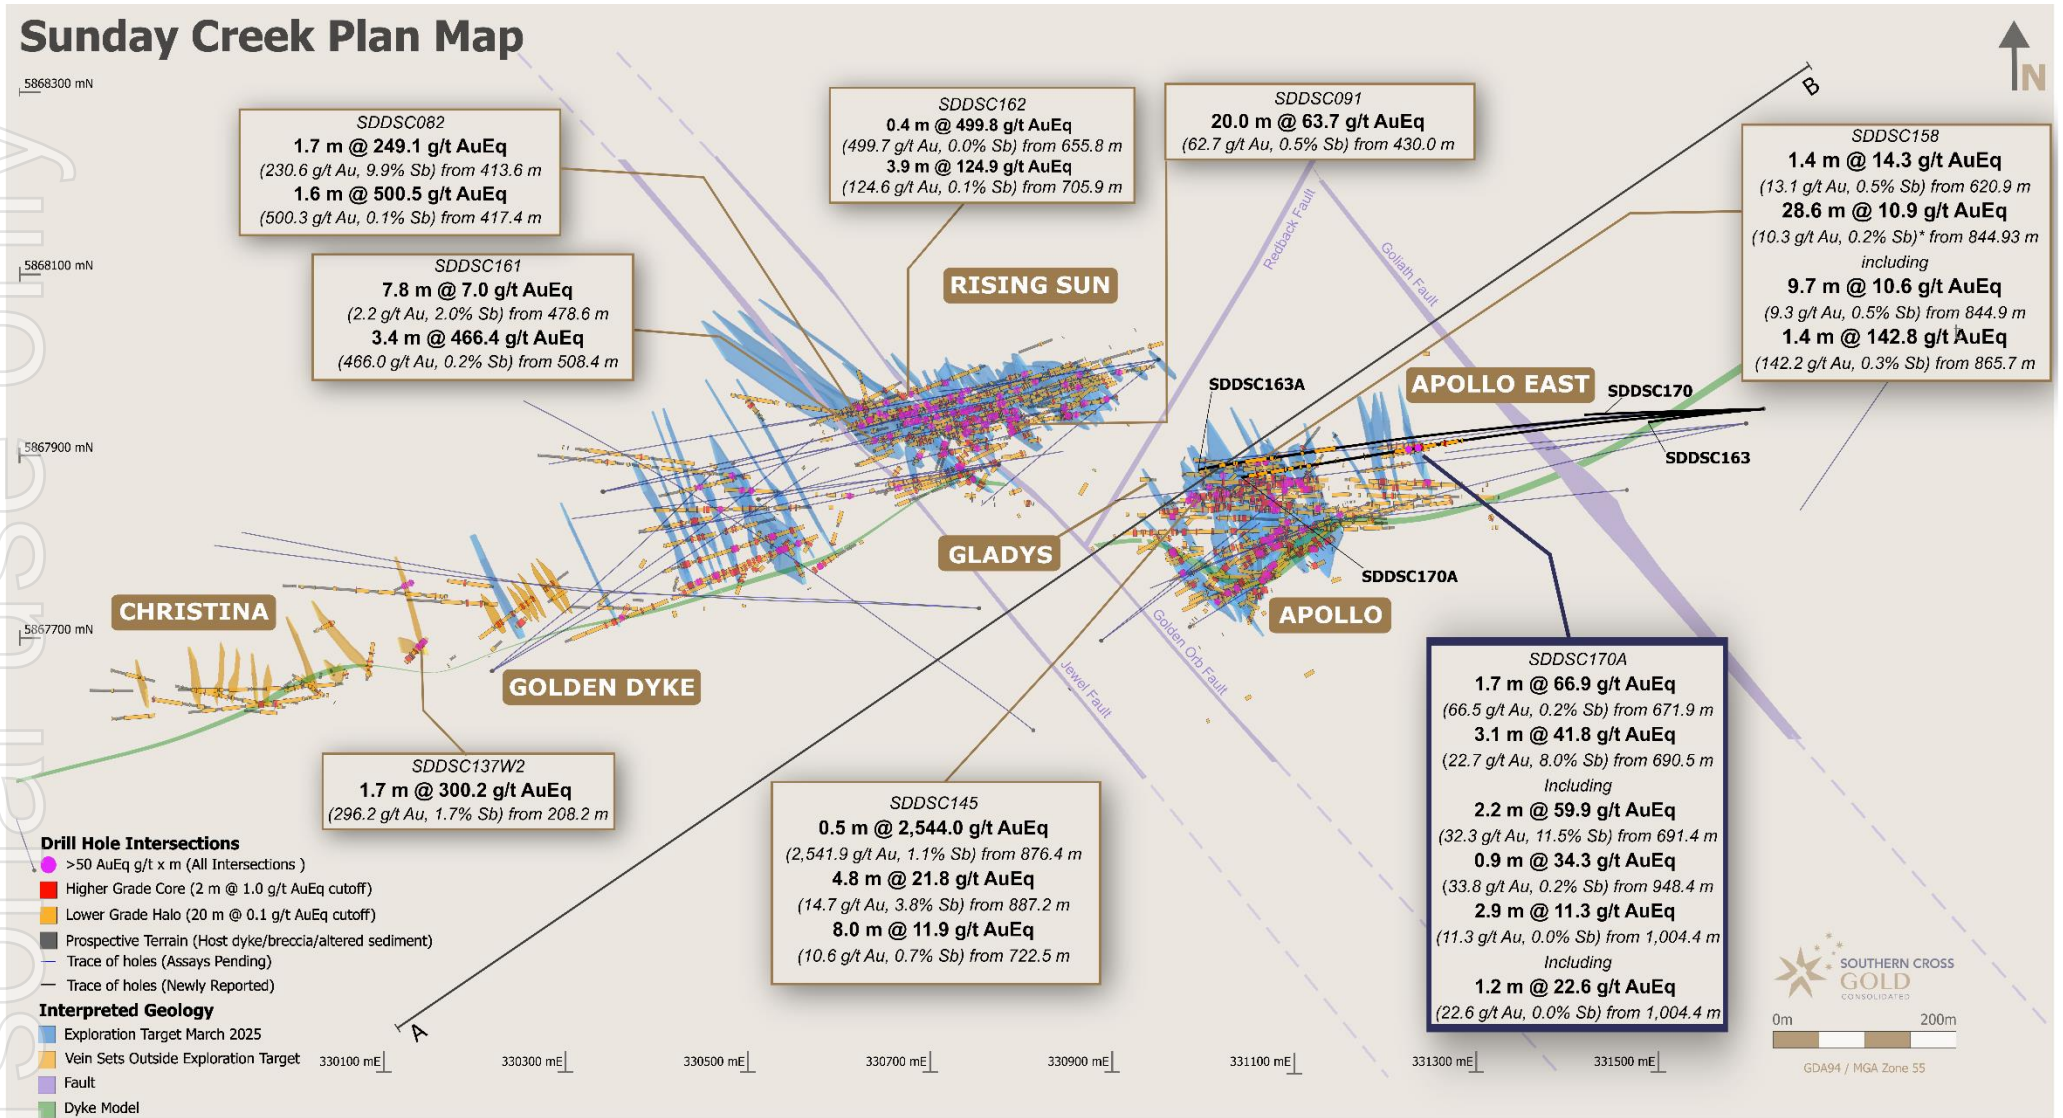 Sunday Creek Plan Map
N
5868300 mN
5868100 mN
5867900 mN
5867700 mN
SDDSC082
1.7 m @ 249.1 g/t AuEq
(230.6 g/t Au, 9.9% Sb) from 413.6 m
1.6 m @ 500.5 g/t AuEq
(500.3 g/t Au, 0.1% Sb) from 417.4 m
SDDSC162
0.4 m @ 499.8 g/t AuEq
(499.7 g/t Au, 0.0% Sb) from 655.8 m
3.9 m @ 124.9 g/t AuEq
(124.6 g/t Au, 0.1% Sb) from 705.9 m
SDDSC091
20.0 m @ 63.7 g/t AuEq
(62.7 g/t Au, 0.5% Sb) from 430.0 m
B
SDDSC158
1.4 m @ 14.3 g/t AuEq
(13.1 g/t Au, 0.5% Sb) from 620.9 m
28.6 m @ 10.9 g/t AuEq
(10.3 g/t Au, 0.2% Sb)* from 844.93 m
including
9.7 m @ 10.6 g/t AuEq
(9.3 g/t Au, 0.5% Sb) from 844.9 m
1.4 m @ 142.8 g/t AuEq
(142.2 g/t Au, 0.3% Sb) from 865.7 m
SDDSC161
7.8 m @ 7.0 g/t AuEq
(2.2 g/t Au, 2.0% Sb) from 478.6 m
3.4 m @ 466.4 g/t AuEq
(466.0 g/t Au, 0.2% Sb) from 508.4 m
RISING SUN
Redback Fault
Goliath Fault
SDDSC163A
APOLLO EAST
SDDSC170
SDDSC163
GLADYS
SDDSC170A
APOLLO
CHRISTINA
GOLDEN DYKE
Jewel Fault
Golden Orb Fault
SDDSC137W2
1.7 m @ 300.2 g/t AuEq
(296.2 g/t Au, 1.7% Sb) from 208.2 m
SDDSC145
0.5 m @ 2,544.0 g/t AuEq
(2,541.9 g/t Au, 1.1% Sb) from 876.4 m
4.8 m @ 21.8 g/t AuEq
(14.7 g/t Au, 3.8% Sb) from 887.2 m
8.0 m @ 11.9 g/t AuEq
(10.6 g/t Au, 0.7% Sb) from 722.5 m
SDDSC170A
1.7 m @ 66.9 g/t AuEq
(66.5 g/t Au, 0.2% Sb) from 671.9 m
3.1 m @ 41.8 g/t AuEq
(22.7 g/t Au, 8.0% Sb) from 690.5 m
Including
2.2 m @ 59.9 g/t AuEq
(32.3 g/t Au, 11.5% Sb) from 691.4 m
0.9 m @ 34.3 g/t AuEq
(33.8 g/t Au, 0.2% Sb) from 948.4 m
2.9 m @ 11.3 g/t AuEq
(11.3 g/t Au, 0.0% Sb) from 1,004.4 m
Including
1.2 m @ 22.6 g/t AuEq
(22.6 g/t Au, 0.0% Sb) from 1,004.4 m
A
Drill Hole Intersections
>50 AuEq g/t x m (All Intersections )
Higher Grade Core (2 m @ 1.0 g/t AuEq cutoff)
Lower Grade Halo (20 m @ 0.1 g/t AuEq cutoff)
Prospective Terrain (Host dyke/breccia/altered sediment)
Trace of holes (Assays Pending)
Trace of holes (Newly Reported)
Interpreted Geology
Exploration Target March 2025
Vein Sets Outside Exploration Target
Fault
Dyke Model
330100 mE
330300 mE
330500 mE
330700 mE
330900 mE
331100 mE
331300 mE
331500 mE
SOUTHERN CROSS
GOLD
CONSOLIDATED
0m 200m
GDA94 / MGA Zone 55